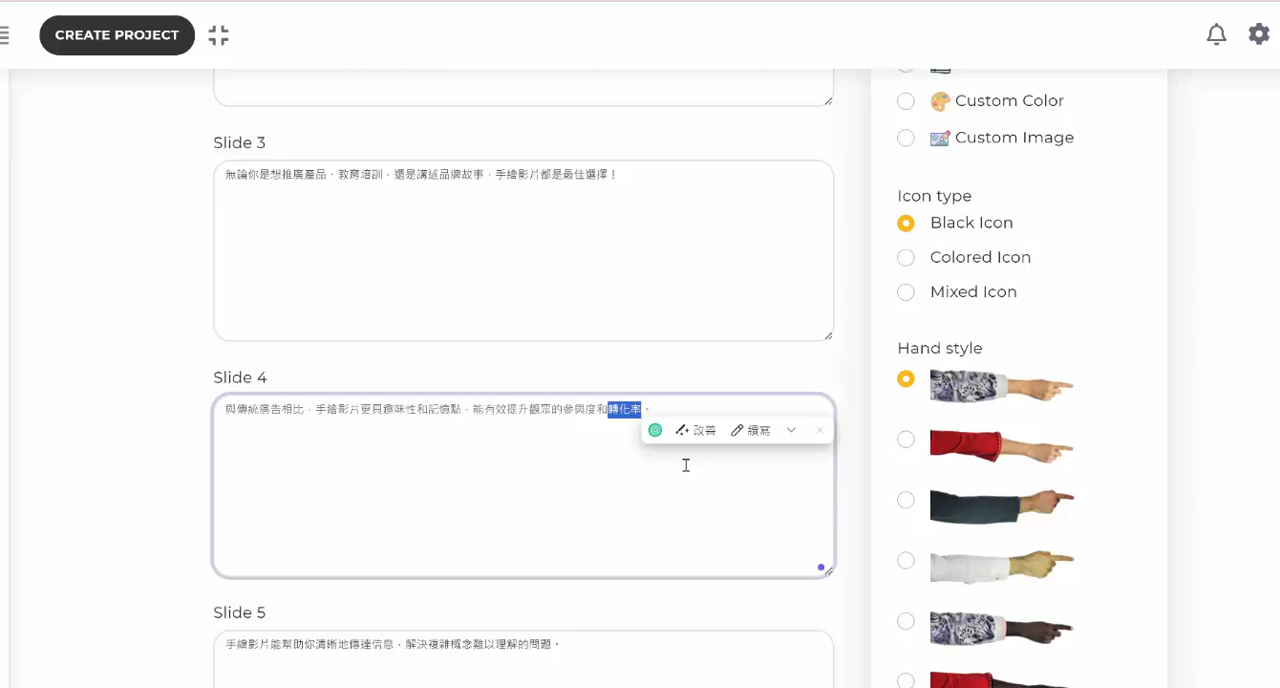 CREATE PROJECT
Custom Color
Custom Image
Slide 3
無論你是想推廣產品、教育培訓，還是講述品牌故事，手繪影片都是最佳選擇！
Icon type
Black Icon
Colored Icon
Mixed Icon
Hand style
Slide 4
與傳統廣告相比，手繪影片更具趣味性和記憶點，能有效提升觀眾的參與度和轉化率。
改善 續寫
Slide 5
手繪影片能幫助你清晰地傳達信息，解決複雜概念難以理解的問題。